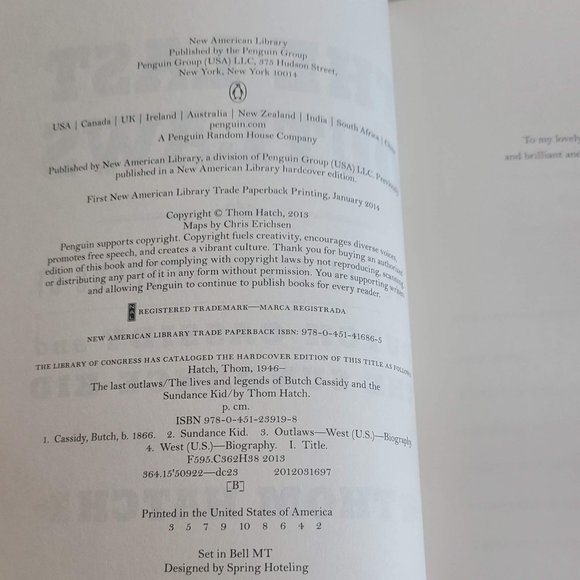 New American Library
Published by the Penguin Group
Penguin Group (USA) LLC, 375 Hudson Street,
New York, New York 10014
USA | Canada | UK | Ireland | Australia | New Zealand | India | South Africa | China
penguin.com
A Penguin Random House Company
Published by New American Library, a division of Penguin Group (USA) LLC. Previously
published in a New American Library hardcover edition.
First New American Library Trade Paperback Printing, January 2014
Copyright © Thom Hatch, 2013
Maps by Chris Erichsen
Penguin supports copyright. Copyright fuels creativity, encourages diverse voices,
promotes free speech, and creates a vibrant culture. Thank you for buying an authorized
edition of this book and for complying with copyright laws by not reproducing, scanning,
or distributing any part of it in any form without permission. You are supporting writers
and allowing Penguin to continue to publish books for every reader.
NAL REGISTERED TRADEMARK—MARCA REGISTRADA
NEW AMERICAN LIBRARY TRADE PAPERBACK ISBN: 978-0-451-41686-5
THE LIBRARY OF CONGRESS HAS CATALOGED THE HARDCOVER EDITION OF THIS TITLE AS FOLLOWS:
Hatch, Thom, 1946–
The last outlaws/The lives and legends of Butch Cassidy and the
Sundance Kid/by Thom Hatch.
p. cm.
ISBN 978-0-451-23919-8
1. Cassidy, Butch, b. 1866. 2. Sundance Kid. 3. Outlaws—West (U.S.)—Biography.
4. West (U.S.)—Biography. I. Title.
F595.C362H38 2013
364.15'50922—dc23 2012031697
[B]
Printed in the United States of America
3 5 7 9 10 8 6 4 2
Set in Bell MT
Designed by Spring Hoteling
To my lovely
and brilliant and